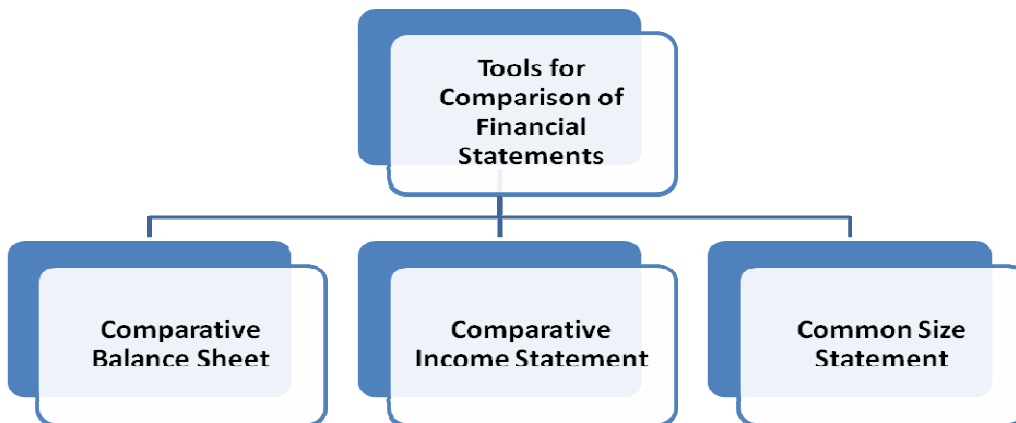 Tools for
Comparison of
Financial
Statements
Comparative
Balance Sheet
Comparative
Income Statement
Common Size
Statement